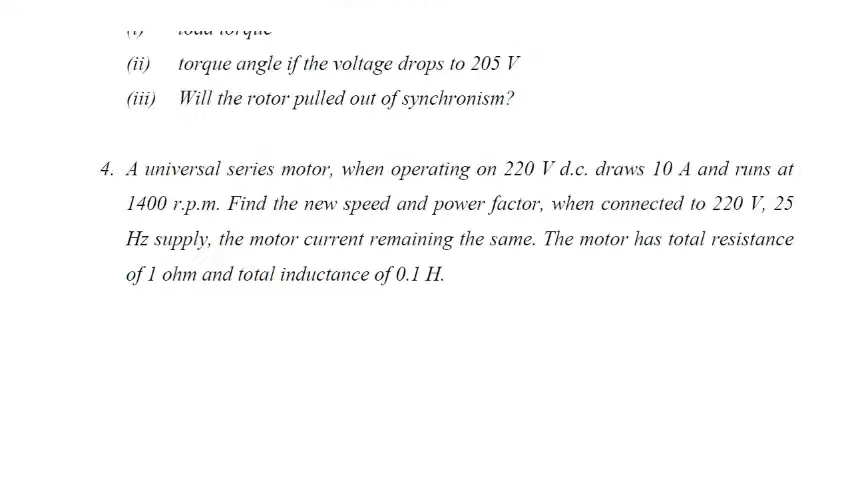 (ii) torque angle if the voltage drops to 205 V
(iii) Will the rotor pulled out of synchronism?
4. A universal series motor, when operating on 220 V d.c. draws 10 A and runs at
1400 r.p.m. Find the new speed and power factor, when connected to 220 V, 25
Hz supply, the motor current remaining the same. The motor has total resistance
of 1 ohm and total inductance of 0.1 H.